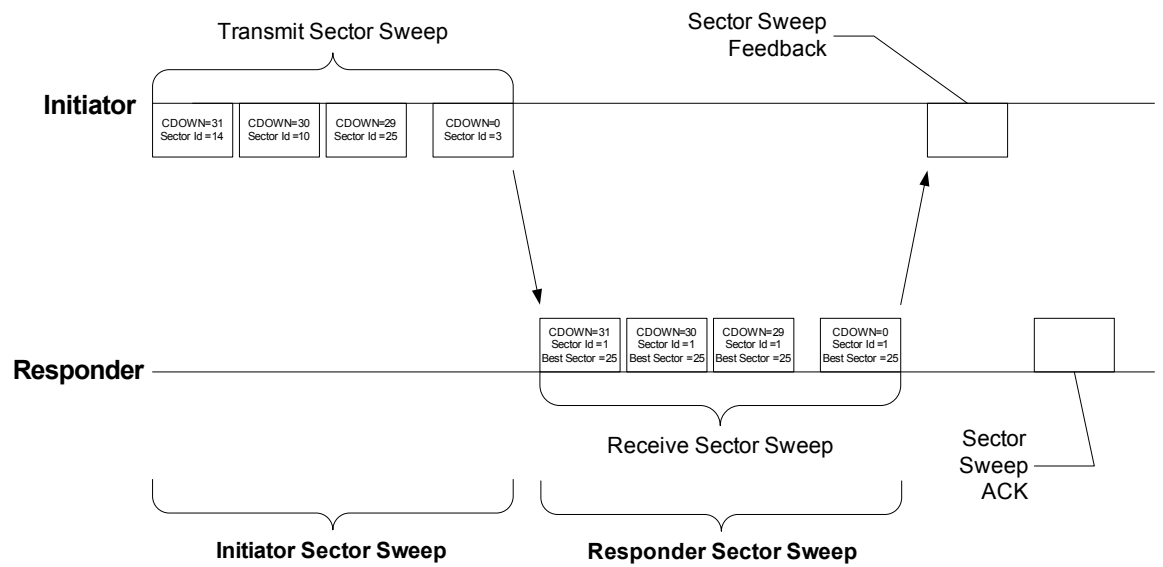 Transmit Sector Sweep
Sector Sweep
Feedback
Initiator
CDOWN=31
Sector Id =14
CDOWN=30
Sector Id =10
CDOWN=29
Sector Id =25
CDOWN=0
Sector Id =3
CDOWN=31
Sector Id =1
Best Sector =25
CDOWN=30
Sector Id =1
Best Sector =25
CDOWN=29
Sector Id =1
Best Sector =25
CDOWN=0
Sector Id =1
Best Sector =25
Responder
Receive Sector Sweep
Sector
Sweep
ACK
Initiator Sector Sweep
Responder Sector Sweep